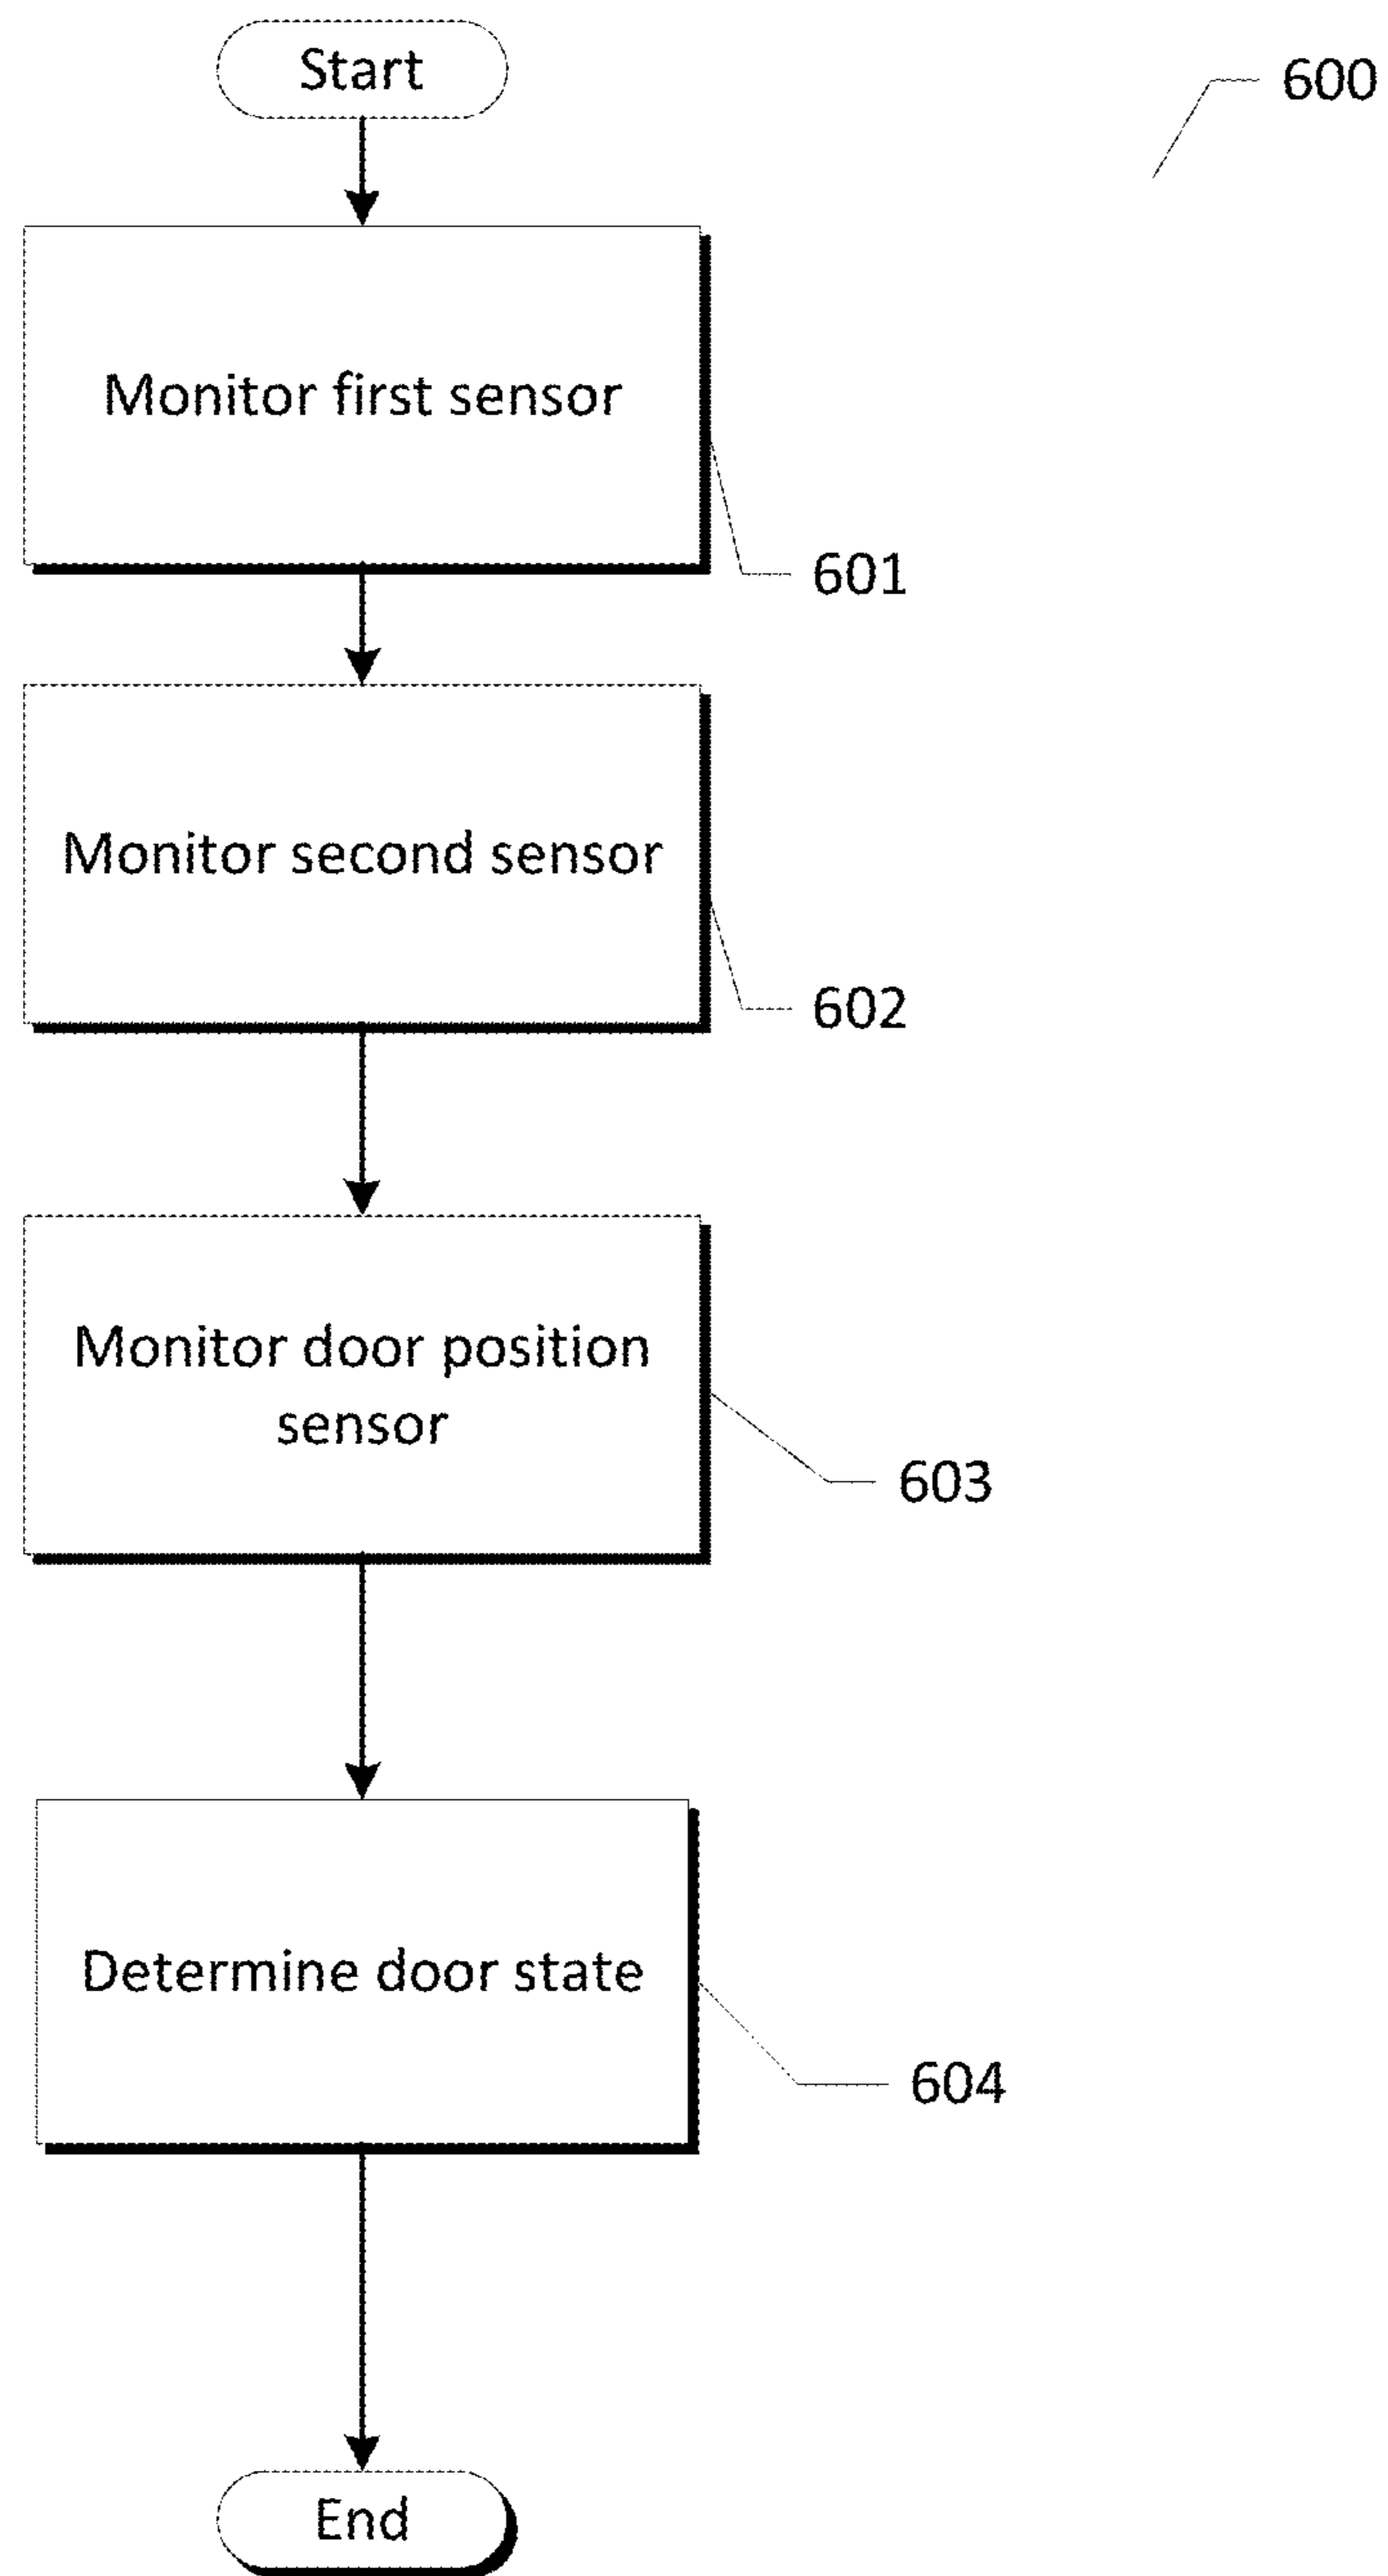 Start
600
Monitor first sensor
601
Monitor second sensor
602
Monitor door position
sensor
603
Determine door state
604
End